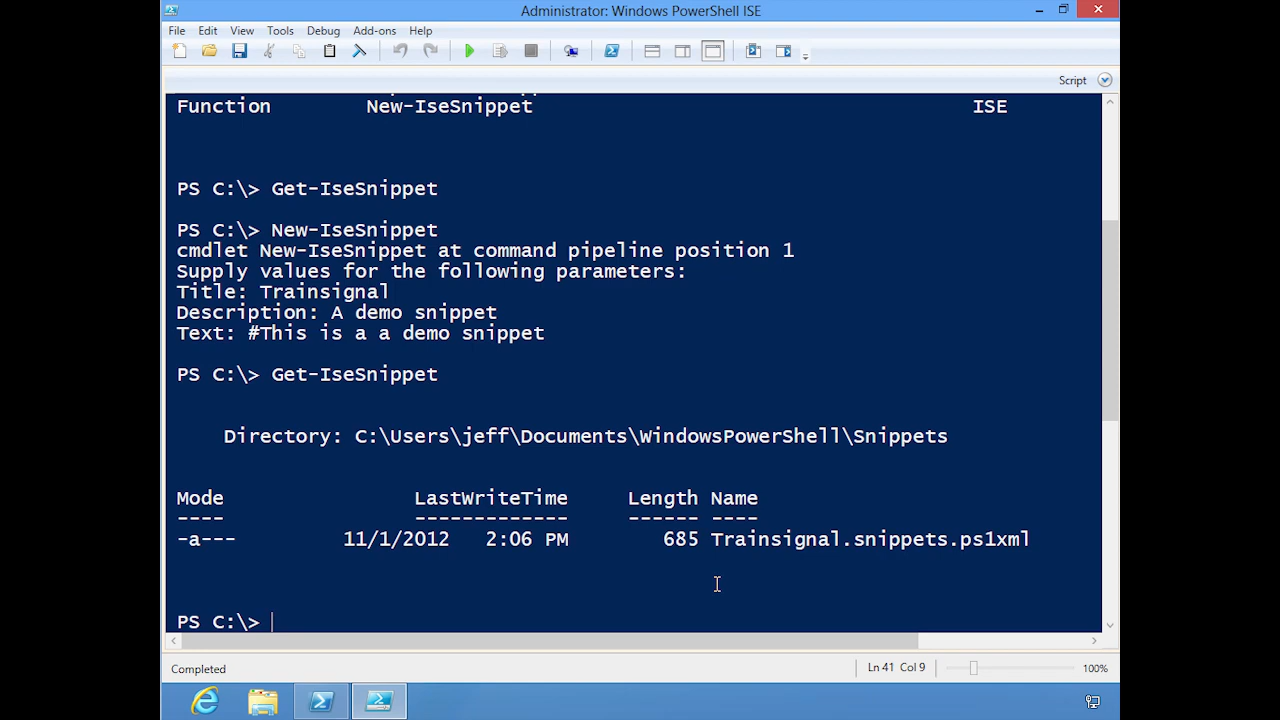 Administrator: Windows PowerShell ISE
File Edit View Tools Debug Add-ons Help
Script
Function New-IseSnippet ISE
PS C:\> Get-IseSnippet
PS C:\> New-IseSnippet
cmdlet New-IseSnippet at command pipeline position 1
Supply values for the following parameters:
Title: Trainsignal
Description: A demo snippet
Text: #This is a a demo snippet
PS C:\> Get-IseSnippet
Directory: C:\Users\jeff\Documents\WindowsPowerShell\Snippets
Mode LastWriteTime Length Name
---- ------------- ------ ----
-a--- 11/1/2012 2:06 PM 685 Trainsignal.snippets.ps1xml
PS C:\>
Completed Ln 41 Col 9 100%